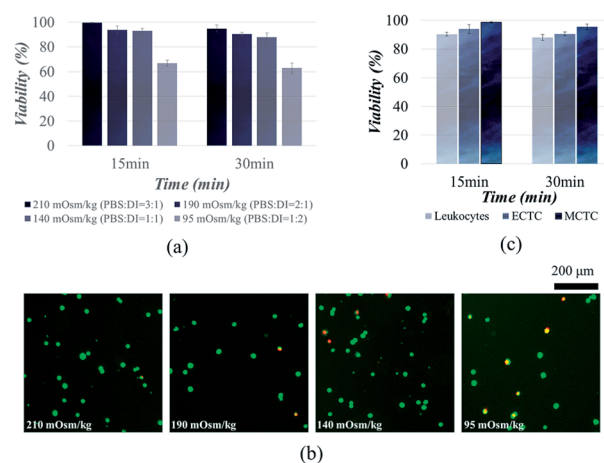 Viability (%)
100
80
60
40
20
0
15min
30min
Time (min)
210 mOsm/kg (PBS:DI=3:1)
190 mOsm/kg (PBS:DI=2:1)
140 mOsm/kg (PBS:DI=1:1)
95 mOsm/kg (PBS:DI=1:2)
(a)
Viability (%)
100
80
60
40
20
0
15min
30min
Time (min)
Leukocytes
ECTC
MCTC
(c)
200 μm
210 mOsm/kg
190 mOsm/kg
140 mOsm/kg
95 mOsm/kg
(b)